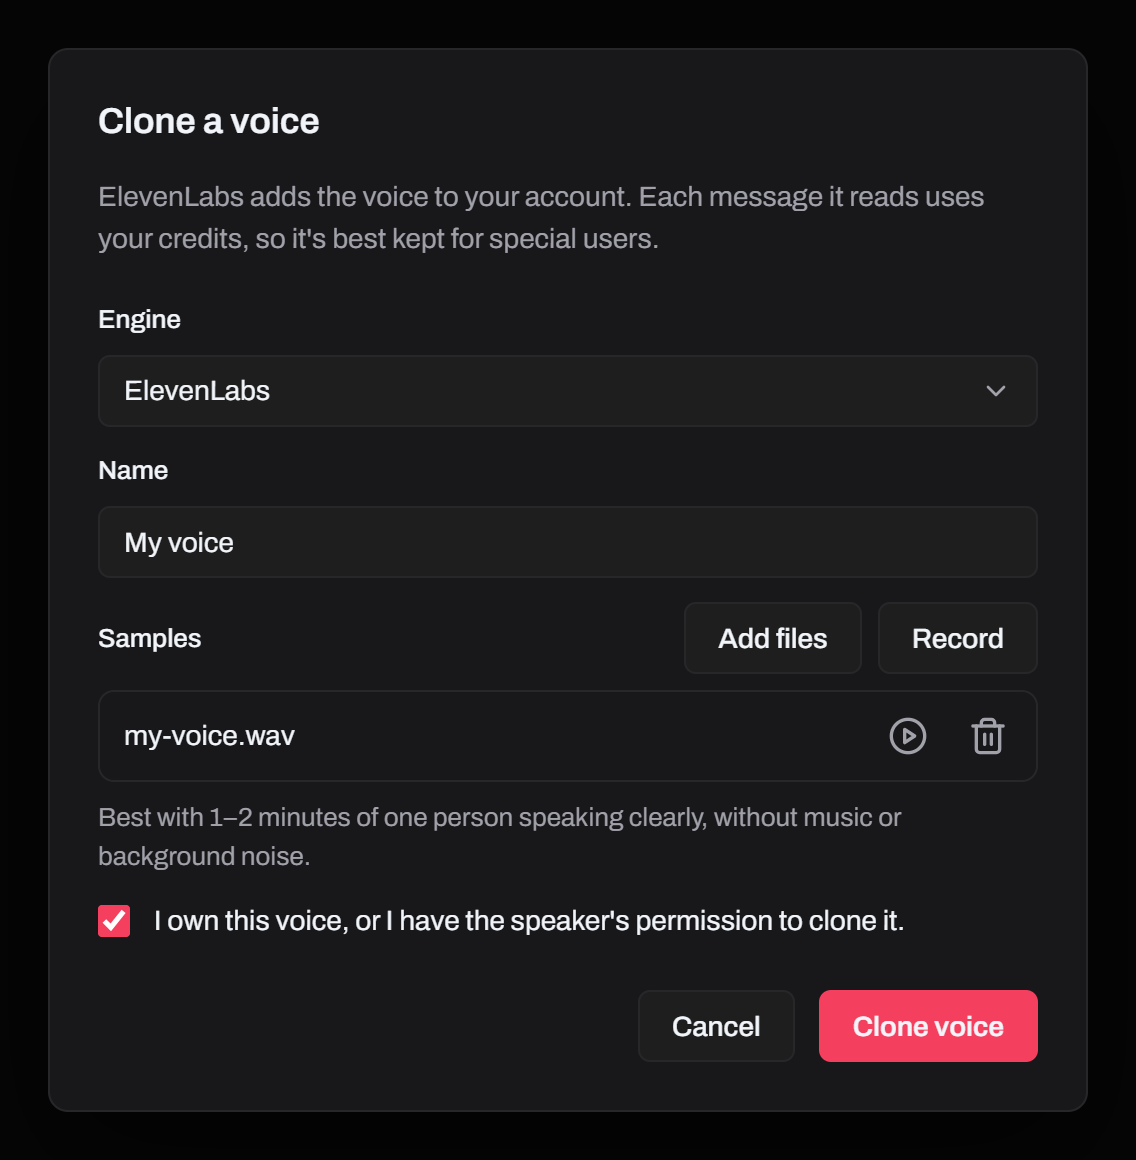 Clone a voice
ElevenLabs adds the voice to your account. Each message it reads uses
your credits, so it's best kept for special users.
Engine
ElevenLabs
Name
My voice
Samples
Add files
Record
my-voice.wav
Best with 1–2 minutes of one person speaking clearly, without music or
background noise.
I own this voice, or I have the speaker's permission to clone it.
Cancel
Clone voice